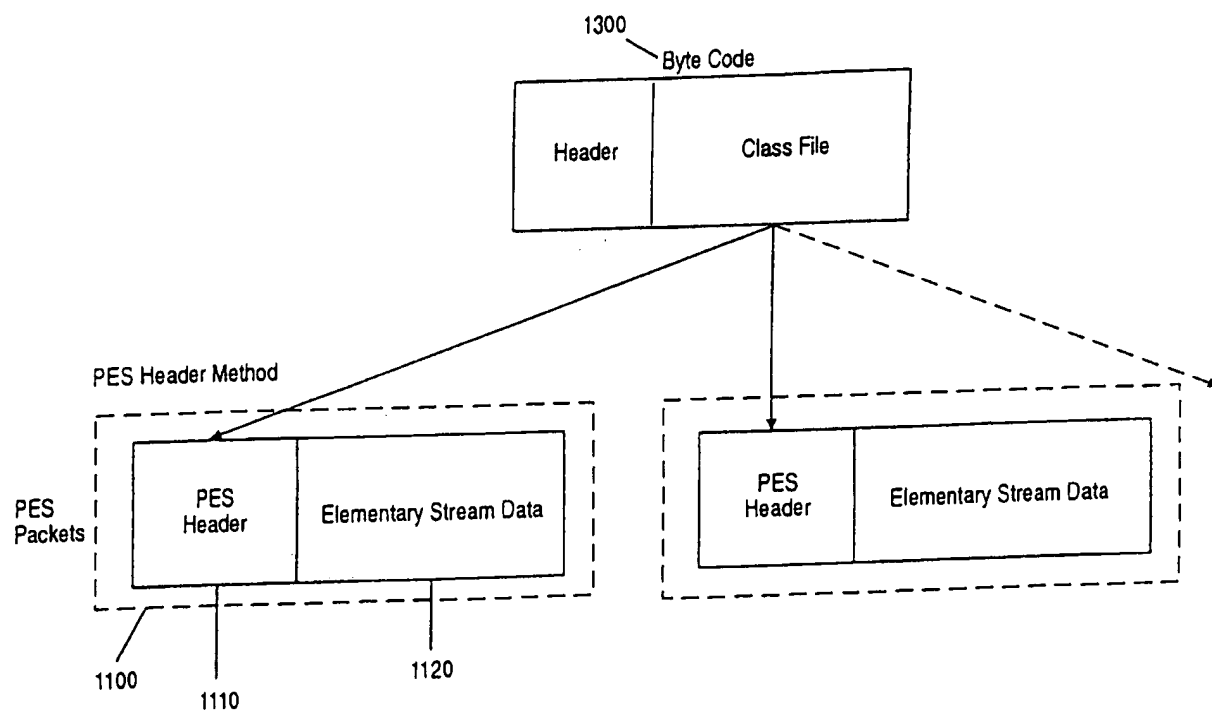 1300
Byte Code
Header
Class File
PES Header Method
PES
Packets
PES
Header
Elementary Stream Data
PES
Header
Elementary Stream Data
1100
1110
1120